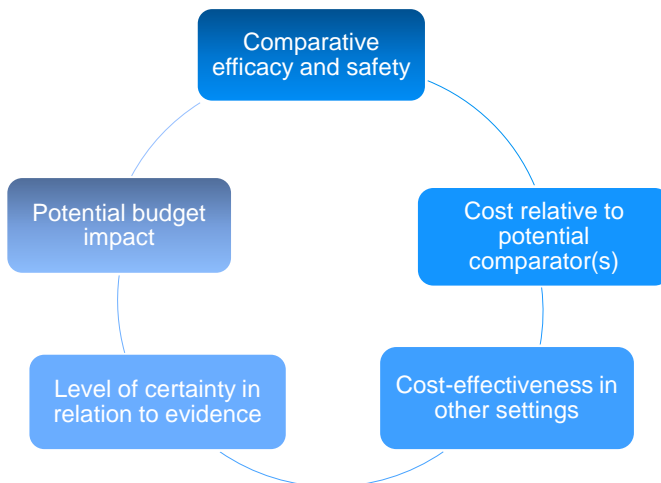 Comparative
efficacy and safety
Cost relative to
potential
comparator(s)
Cost-effectiveness in
other settings
Level of certainty in
relation to evidence
Potential budget
impact